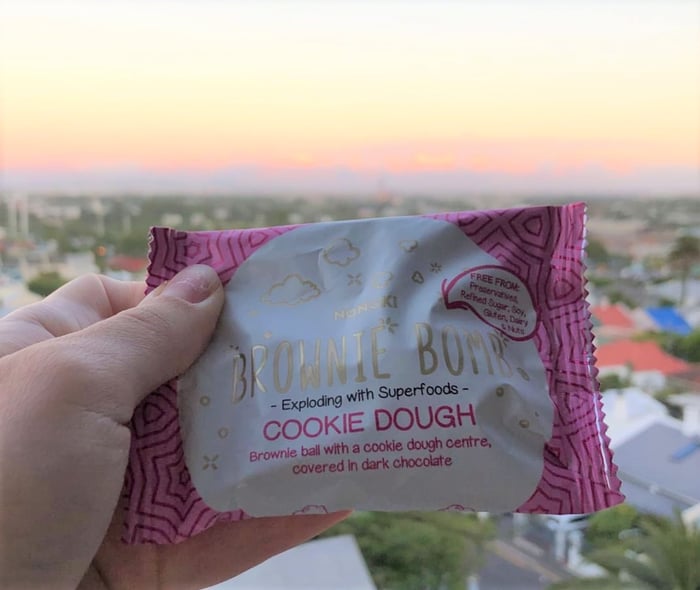 FREE FROM:
Preservatives,
Refined Sugar, Soy,
Gluten, Dairy
& Nuts
NONOKI
BROWNIE BOMB
- Exploding with Superfoods -
COOKIE DOUGH
Brownie ball with a cookie dough centre,
covered in dark chocolate